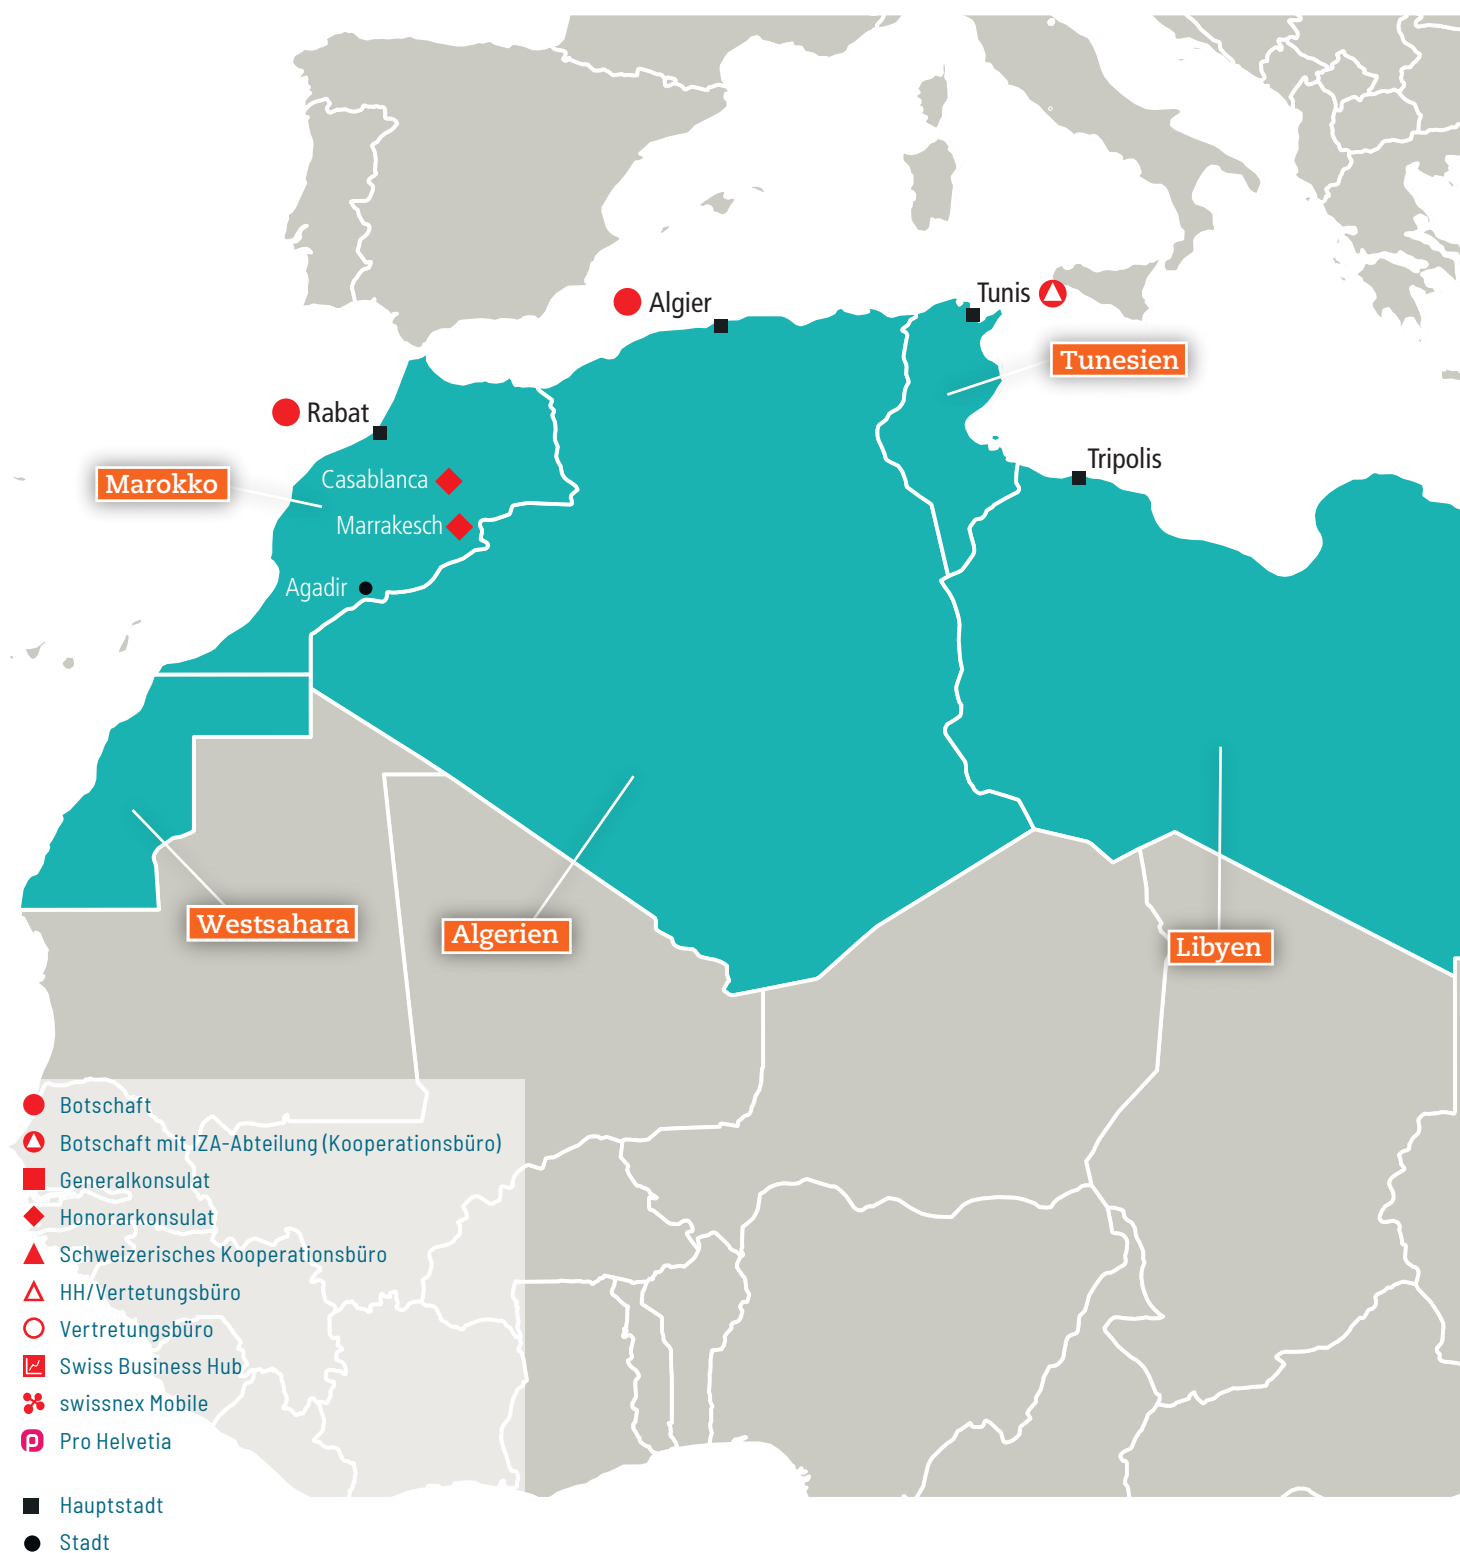 Tunis
Algier
Tunesien
Rabat
Tripolis
Casablanca
Marokko
Marrakesch
Agadir
Westsahara
Algerien
Libyen
Botschaft
Botschaft mit IZA-Abteilung (Kooperationsbüro)
Generalkonsulat
Honorarkonsulat
Schweizerisches Kooperationsbüro
HH/Vertetungsbüro
Vertretungsbüro
Swiss Business Hub
swissnex Mobile
Pro Helvetia
Hauptstadt
Stadt